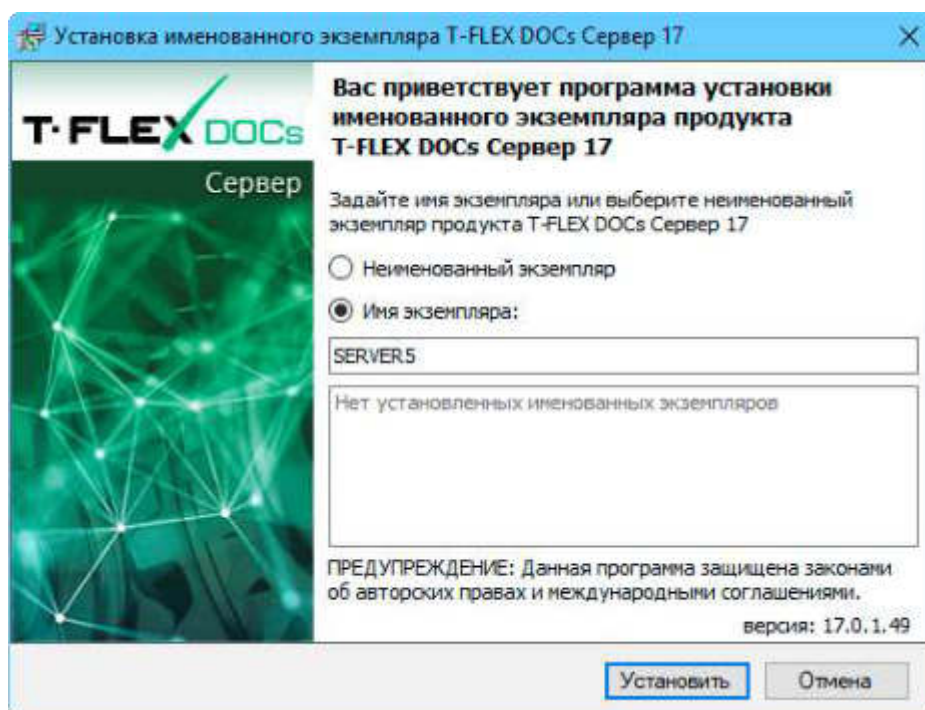 Установка именованного экземпляра T-FLEX DOCs Сервер 17
T·FLEX DOCs
Сервер
Вас приветствует программа установки
именованного экземпляра продукта
T-FLEX DOCs Сервер 17
Задайте имя экземпляра или выберите неименованный
экземпляр продукта T-FLEX DOCs Сервер 17
Неименованный экземпляр
Имя экземпляра:
SERVER5
Нет установленных именованных экземпляров
ПРЕДУПРЕЖДЕНИЕ: Данная программа защищена законами
об авторских правах и международными соглашениями.
версия: 17.0.1.49
Установить
Отмена